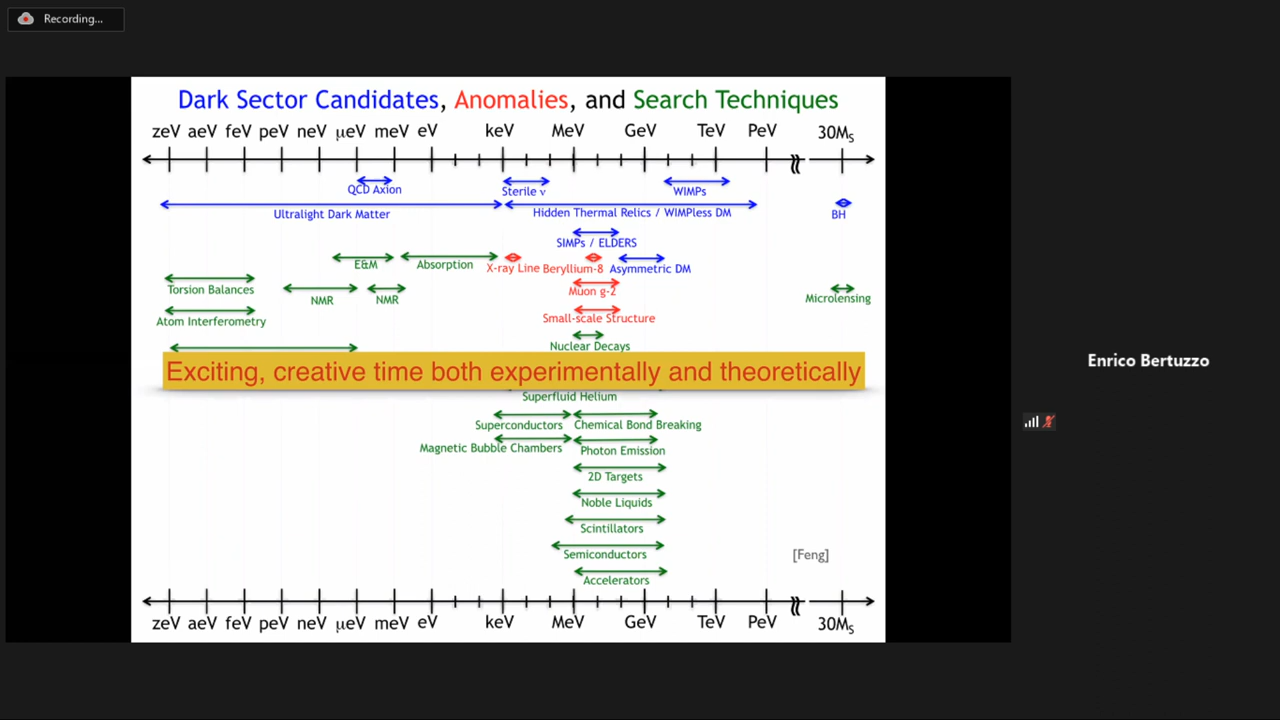 Recording...
Dark Sector Candidates, Anomalies, and Search Techniques
zeV aeV feV peV neV μeV meV eV keV MeV GeV TeV PeV 30Ms
QCD Axion Sterile ν WIMPs
Ultralight Dark Matter Hidden Thermal Relics / WIMPless DM BH
SIMPs / ELDERS
E&M Absorption X-ray Line Beryllium-8 Asymmetric DM
Torsion Balances NMR NMR Muon g-2 Microlensing
Atom Interferometry Small-scale Structure
Nuclear Decays
Exciting, creative time both experimentally and theoretically
Enrico Bertuzzo
Superfluid Helium
Superconductors Chemical Bond Breaking
Magnetic Bubble Chambers Photon Emission
2D Targets
Noble Liquids
Scintillators
Semiconductors [Feng]
Accelerators
zeV aeV feV peV neV μeV meV eV keV MeV GeV TeV PeV 30Ms